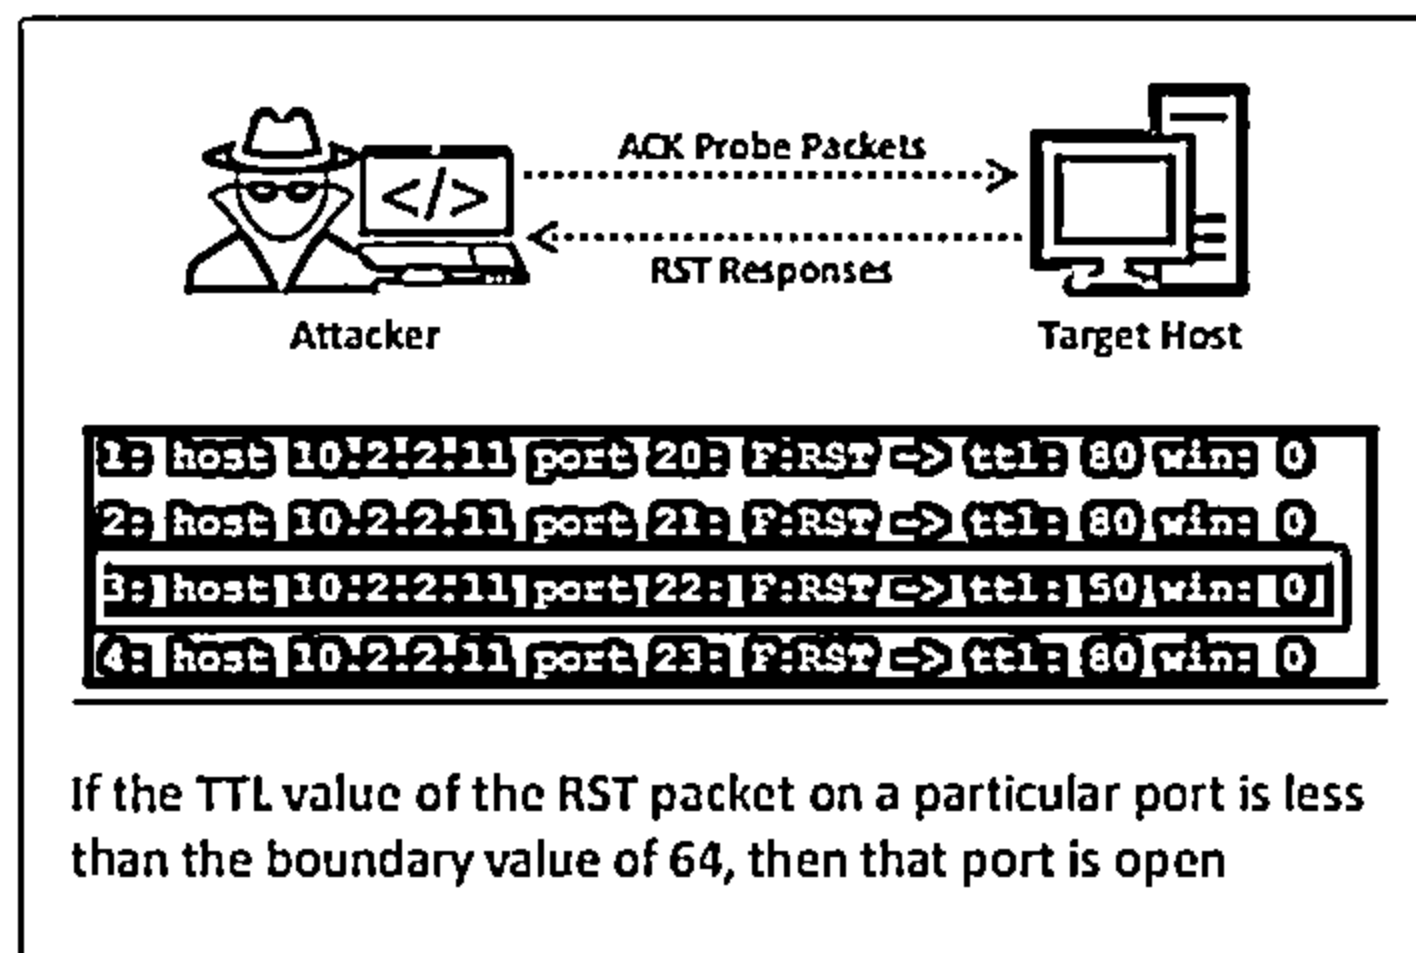 </>
ACK Probe Packets
RST Responses
Attacker
Target Host
1: host 10.2.2.11 port 20: F:RST -> ttl: 80 win: 0
2: host 10.2.2.11 port 21: F:RST -> ttl: 80 win: 0
3: host 10.2.2.11 port 22: F:RST -> ttl: 50 win: 0
4: host 10.2.2.11 port 23: F:RST -> ttl: 80 win: 0
If the TTL value of the RST packet on a particular port is less
than the boundary value of 64, then that port is open